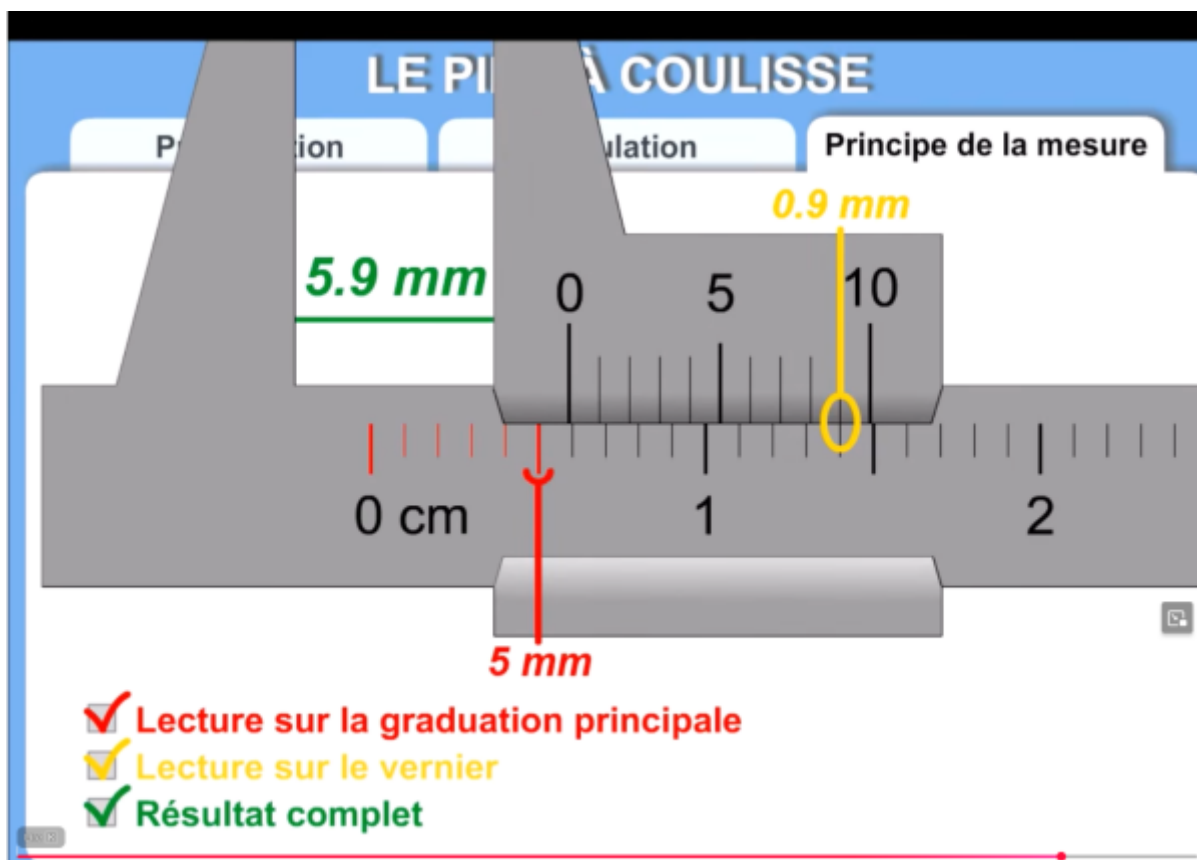 LE PI À COULISSE
P ion
ulation
Principe de la mesure
0.9 mm
5.9 mm
0 5 10
0 cm 1 2
5 mm
Lecture sur la graduation principale
Lecture sur le vernier
Résultat complet